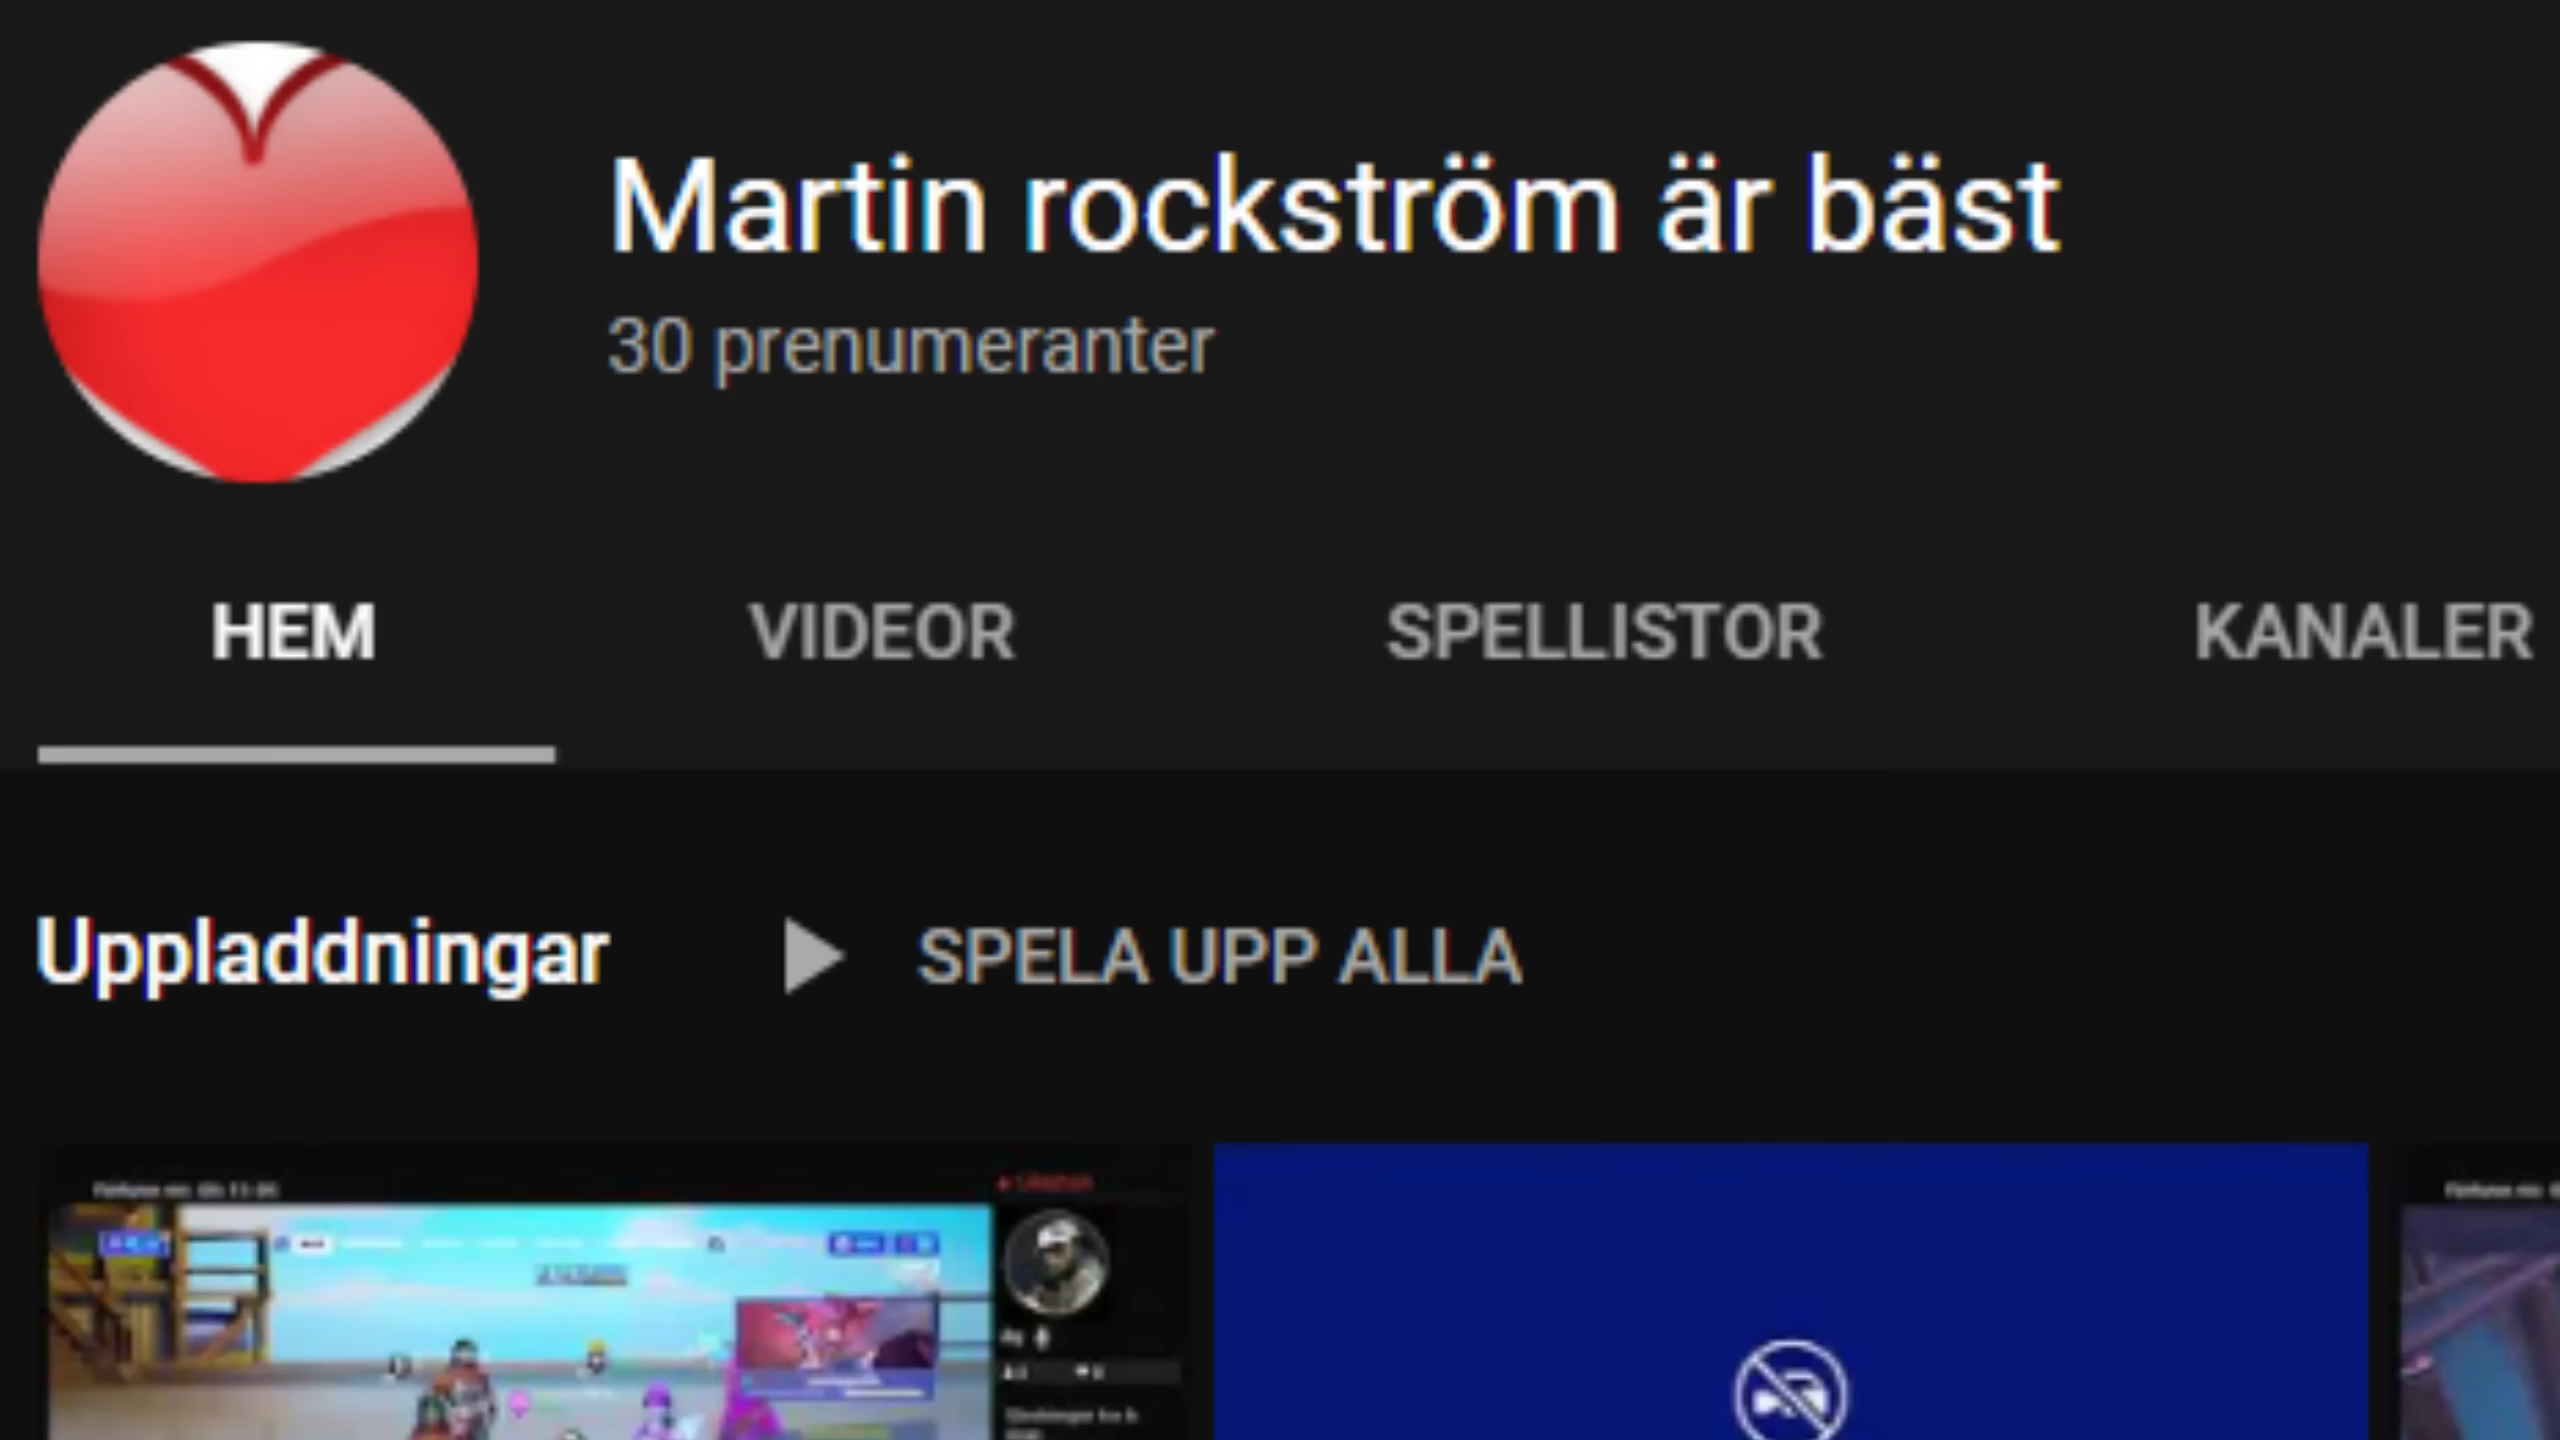 Martin rockström är bäst
30 prenumeranter
HEM VIDEOR SPELLISTOR KANALER
Uppladdningar SPELA UPP ALLA